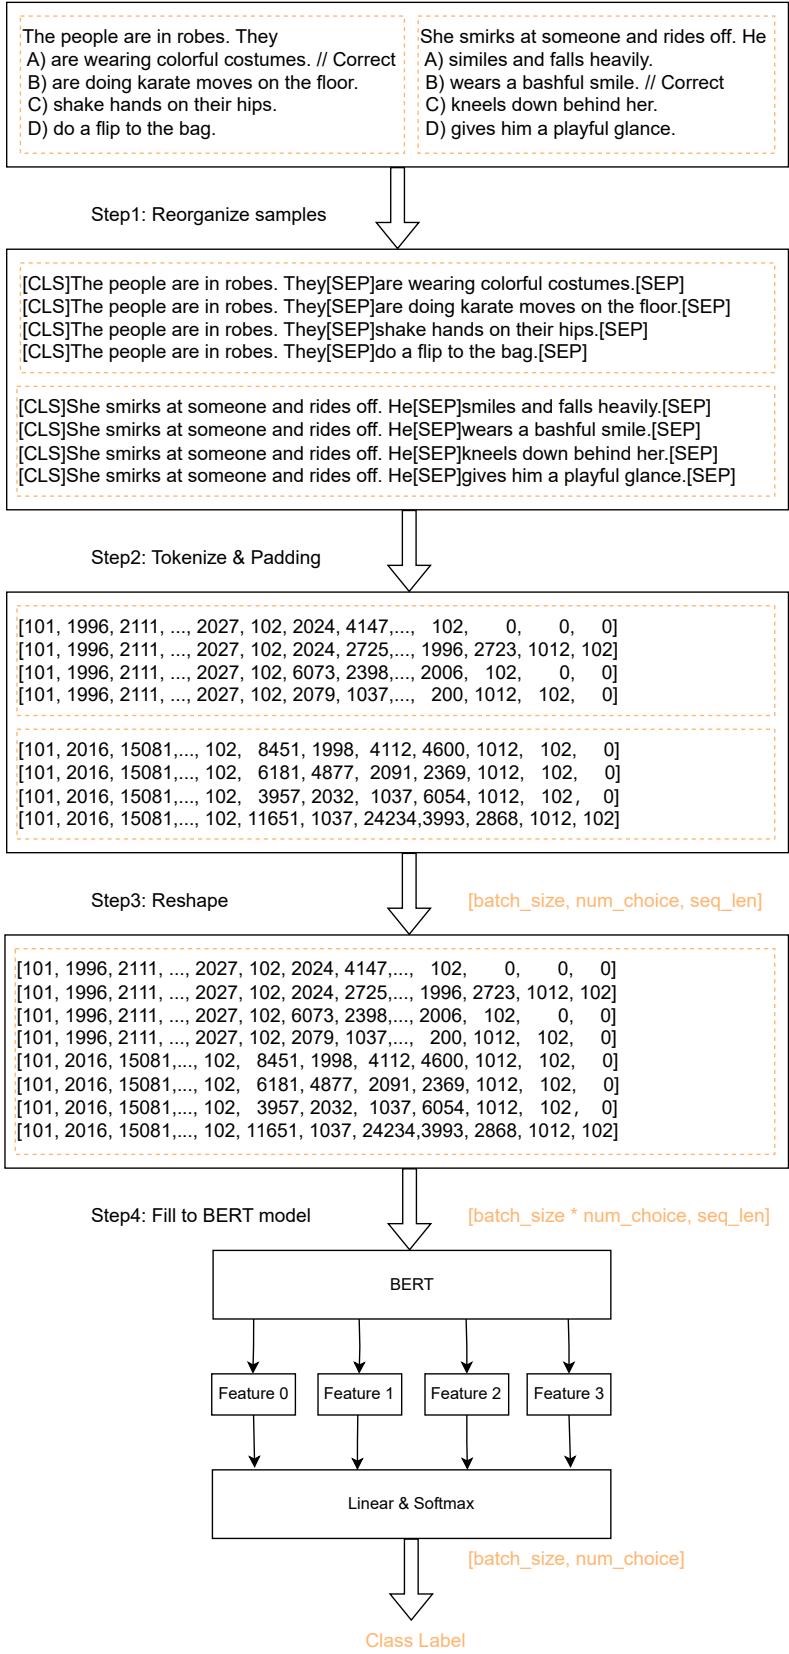 The people are in robes. They
A) are wearing colorful costumes. // Correct
B) are doing karate moves on the floor.
C) shake hands on their hips.
D) do a flip to the bag.
She smirks at someone and rides off. He
A) similes and falls heavily.
B) wears a bashful smile. // Correct
C) kneels down behind her.
D) gives him a playful glance.
Step1: Reorganize samples
[CLS]The people are in robes. They[SEP]are wearing colorful costumes.[SEP]
[CLS]The people are in robes. They[SEP]are doing karate moves on the floor.[SEP]
[CLS]The people are in robes. They[SEP]shake hands on their hips.[SEP]
[CLS]The people are in robes. They[SEP]do a flip to the bag.[SEP]
[CLS]She smirks at someone and rides off. He[SEP]smiles and falls heavily.[SEP]
[CLS]She smirks at someone and rides off. He[SEP]wears a bashful smile.[SEP]
[CLS]She smirks at someone and rides off. He[SEP]kneels down behind her.[SEP]
[CLS]She smirks at someone and rides off. He[SEP]gives him a playful glance.[SEP]
Step2: Tokenize & Padding
[101, 1996, 2111, ..., 2027, 102, 2024, 4147,..., 102, 0, 0, 0]
[101, 1996, 2111, ..., 2027, 102, 2024, 2725,..., 1996, 2723, 1012, 102]
[101, 1996, 2111, ..., 2027, 102, 6073, 2398,..., 2006, 102, 0, 0]
[101, 1996, 2111, ..., 2027, 102, 2079, 1037,..., 200, 1012, 102, 0]
[101, 2016, 15081,..., 102, 8451, 1998, 4112, 4600, 1012, 102, 0]
[101, 2016, 15081,..., 102, 6181, 4877, 2091, 2369, 1012, 102, 0]
[101, 2016, 15081,..., 102, 3957, 2032, 1037, 6054, 1012, 102, 0]
[101, 2016, 15081,..., 102, 11651, 1037, 24234,3993, 2868, 1012, 102]
Step3: Reshape
[batch_size, num_choice, seq_len]
[101, 1996, 2111, ..., 2027, 102, 2024, 4147,..., 102, 0, 0, 0]
[101, 1996, 2111, ..., 2027, 102, 2024, 2725,..., 1996, 2723, 1012, 102]
[101, 1996, 2111, ..., 2027, 102, 6073, 2398,..., 2006, 102, 0, 0]
[101, 1996, 2111, ..., 2027, 102, 2079, 1037,..., 200, 1012, 102, 0]
[101, 2016, 15081,..., 102, 8451, 1998, 4112, 4600, 1012, 102, 0]
[101, 2016, 15081,..., 102, 6181, 4877, 2091, 2369, 1012, 102, 0]
[101, 2016, 15081,..., 102, 3957, 2032, 1037, 6054, 1012, 102, 0]
[101, 2016, 15081,..., 102, 11651, 1037, 24234,3993, 2868, 1012, 102]
Step4: Fill to BERT model
[batch_size * num_choice, seq_len]
BERT
Feature 0
Feature 1
Feature 2
Feature 3
Linear & Softmax
[batch_size, num_choice]
Class Label